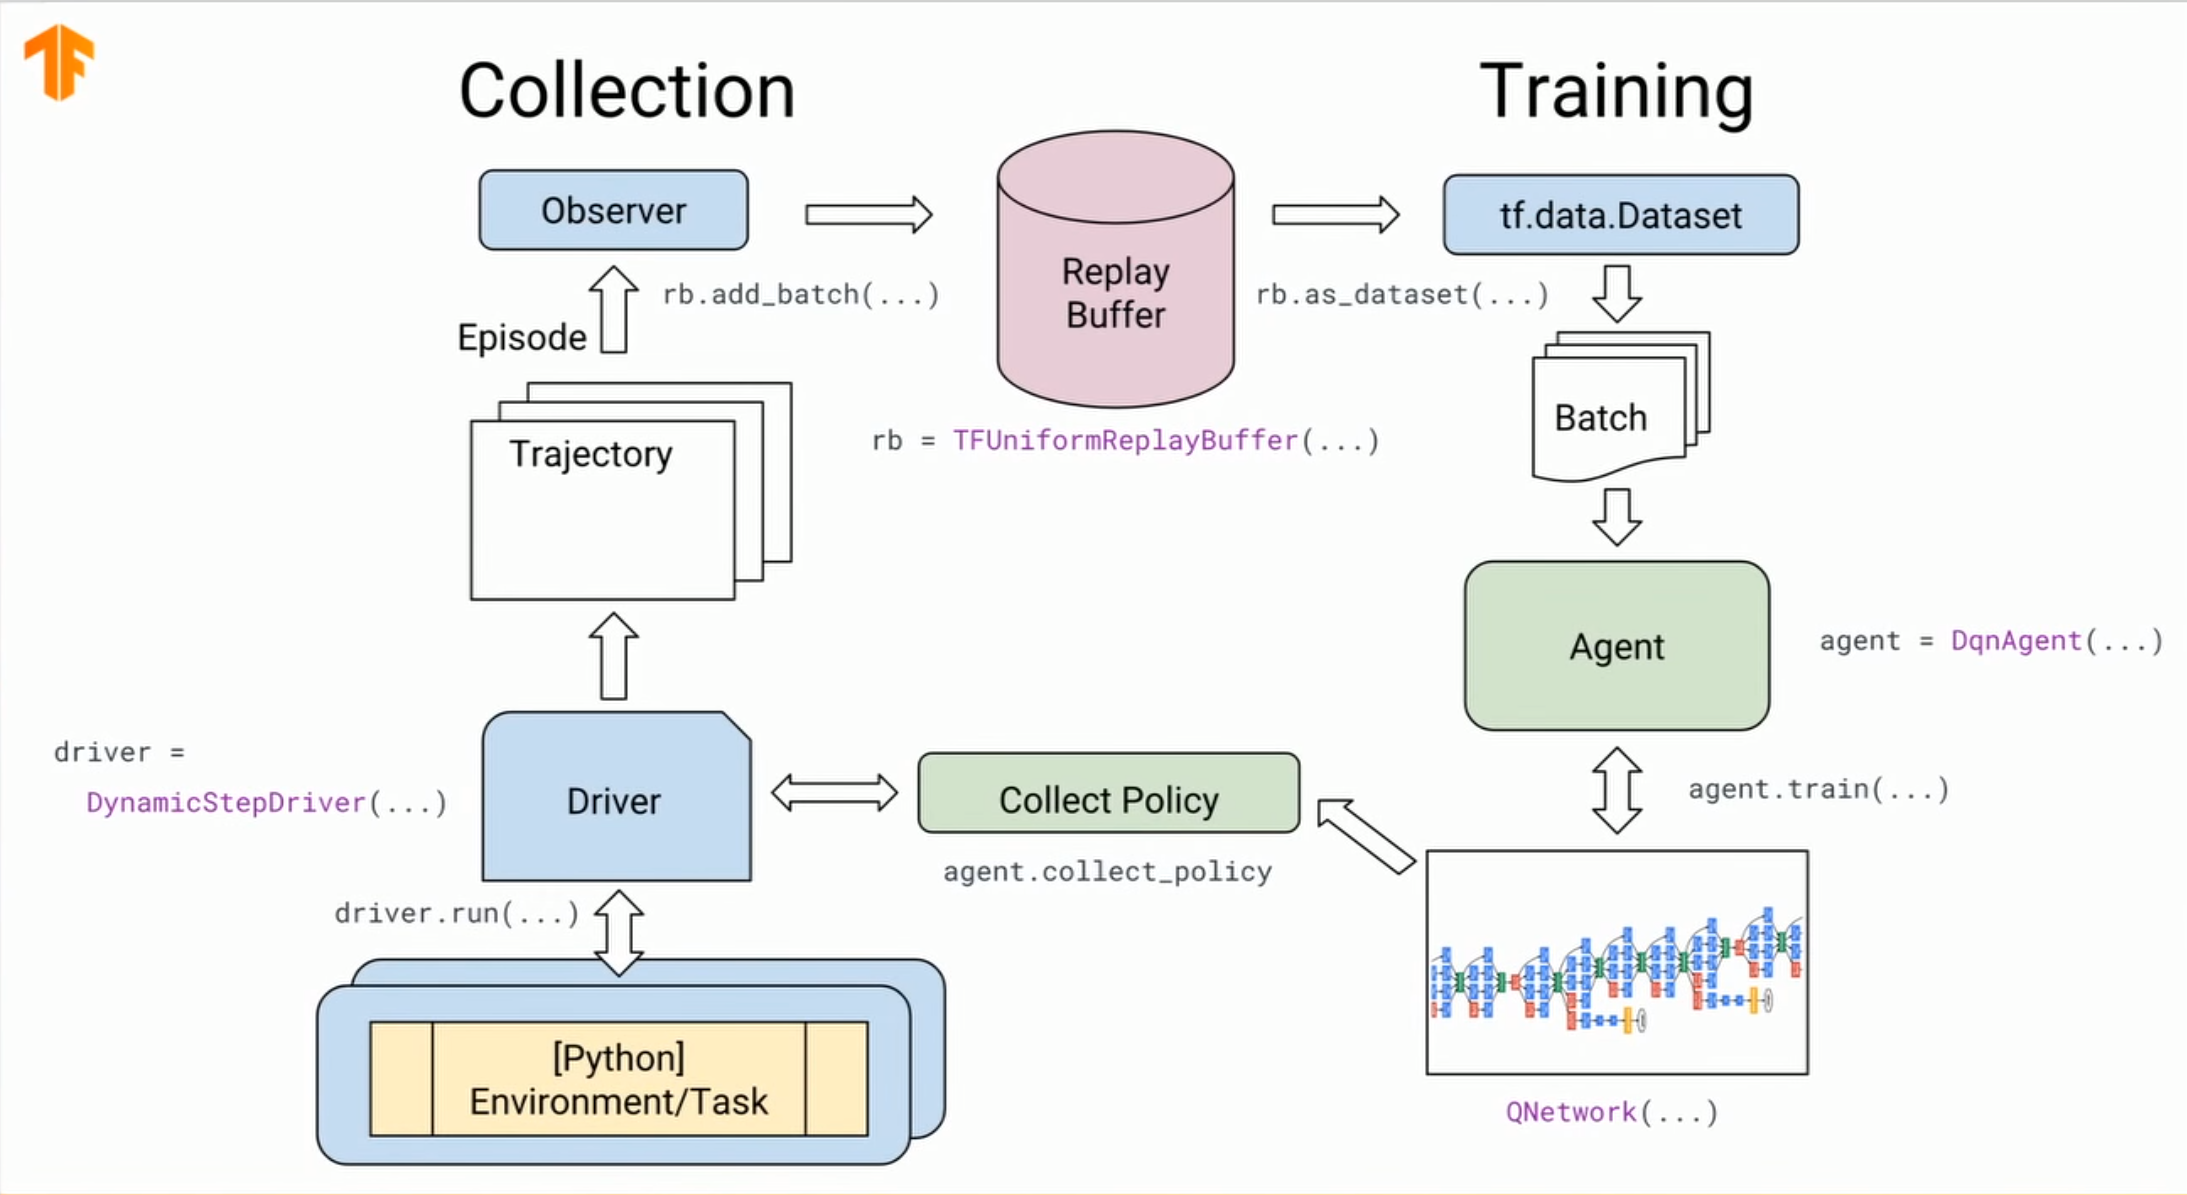 Collection
Training
Observer
rb.add_batch(...)
Episode
Trajectory
Replay
Buffer
rb = TFUniformReplayBuffer(...)
rb.as_dataset(...)
tf.data.Dataset
Batch
Agent
agent = DqnAgent(...)
agent.train(...)
QNetwork(...)
Collect Policy
agent.collect_policy
Driver
driver =
DynamicStepDriver(...)
driver.run(...)
[Python]
Environment/Task